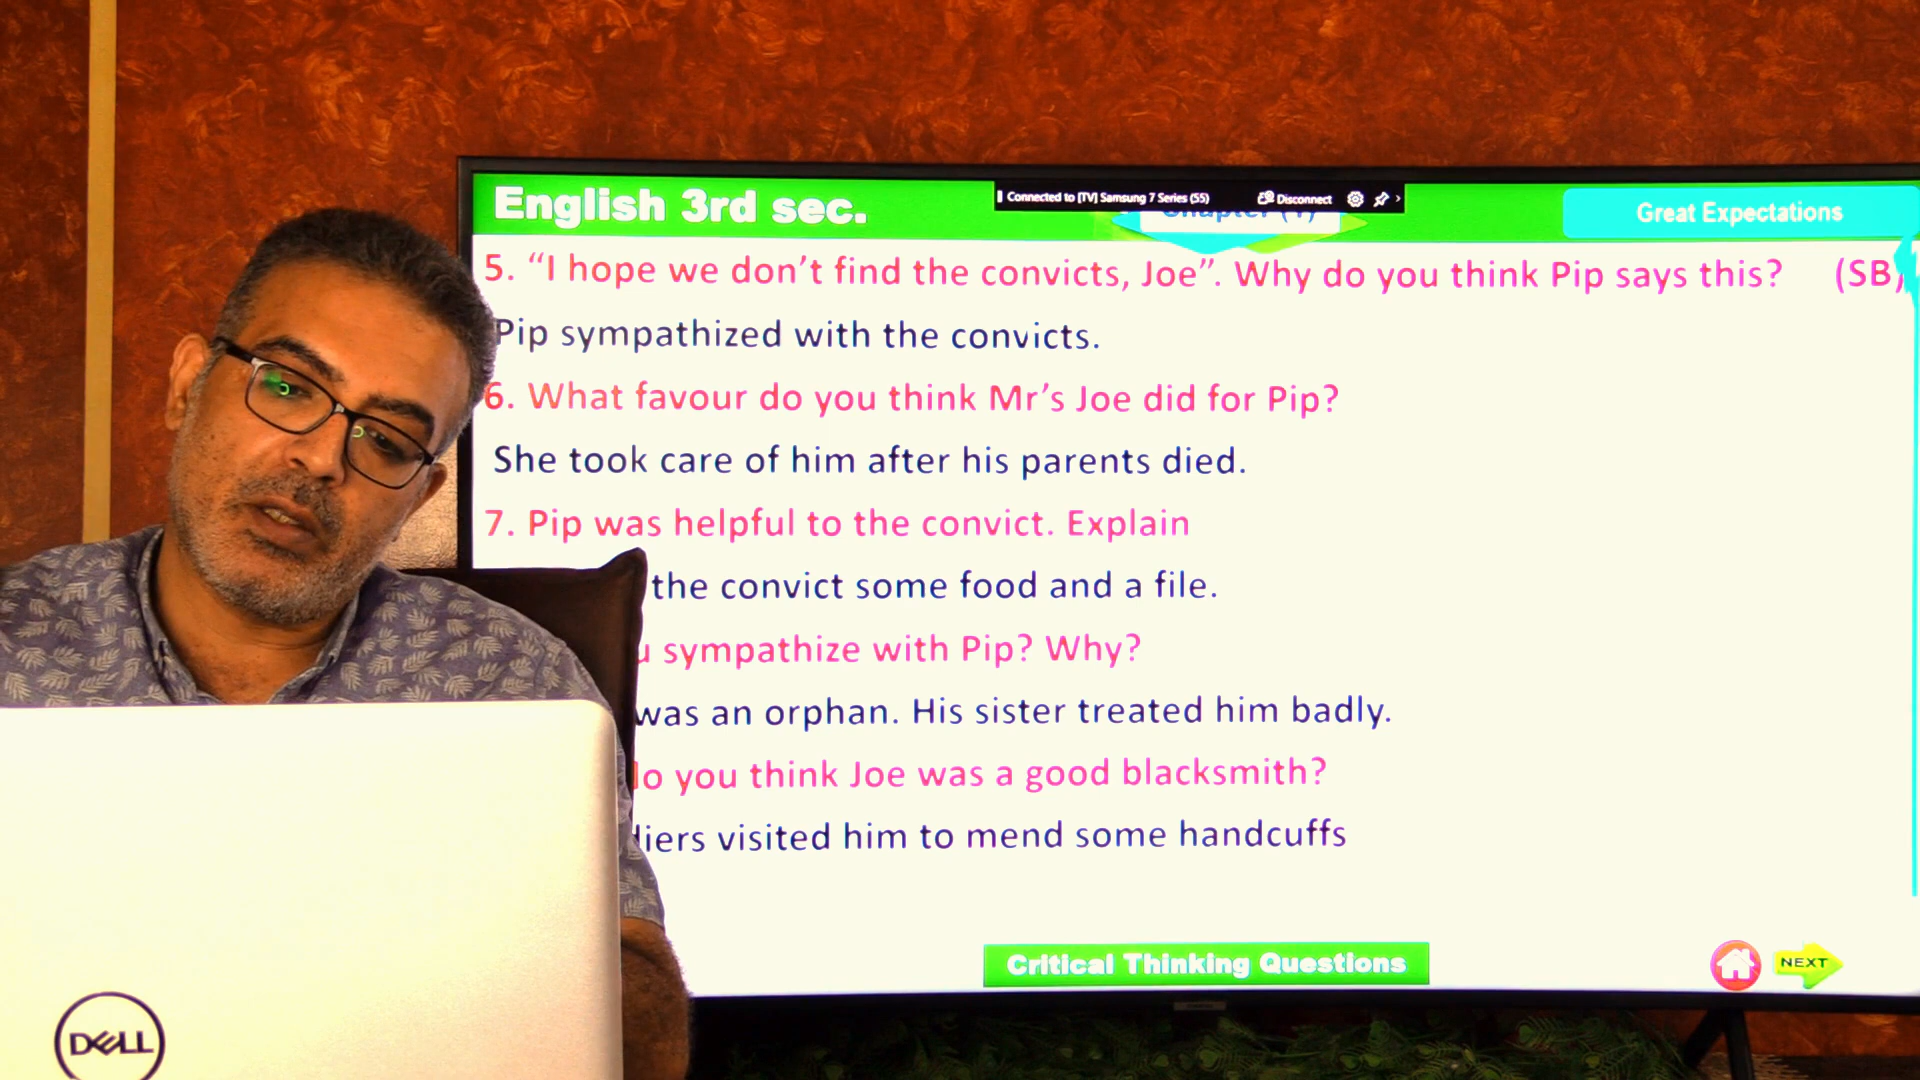 English 3rd sec.
Connected to [TV] Samsung 7 Series (55) Disconnect
Great Expectations
5. “I hope we don’t find the convicts, Joe”. Why do you think Pip says this? (SB)
Pip sympathized with the convicts.
6. What favour do you think Mr’s Joe did for Pip?
She took care of him after his parents died.
7. Pip was helpful to the convict. Explain
the convict some food and a file.
sympathize with Pip? Why?
was an orphan. His sister treated him badly.
you think Joe was a good blacksmith?
visited him to mend some handcuffs
Critical Thinking Questions
NEXT
DELL